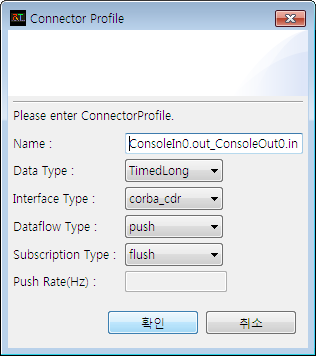 Connector Profile
Please enter ConnectorProfile.
Name : ConsoleIn0.out_ConsoleOut0.in
Data Type : TimedLong
Interface Type : corba_cdr
Dataflow Type : push
Subscription Type : flush
Push Rate(Hz) :
확인 취소